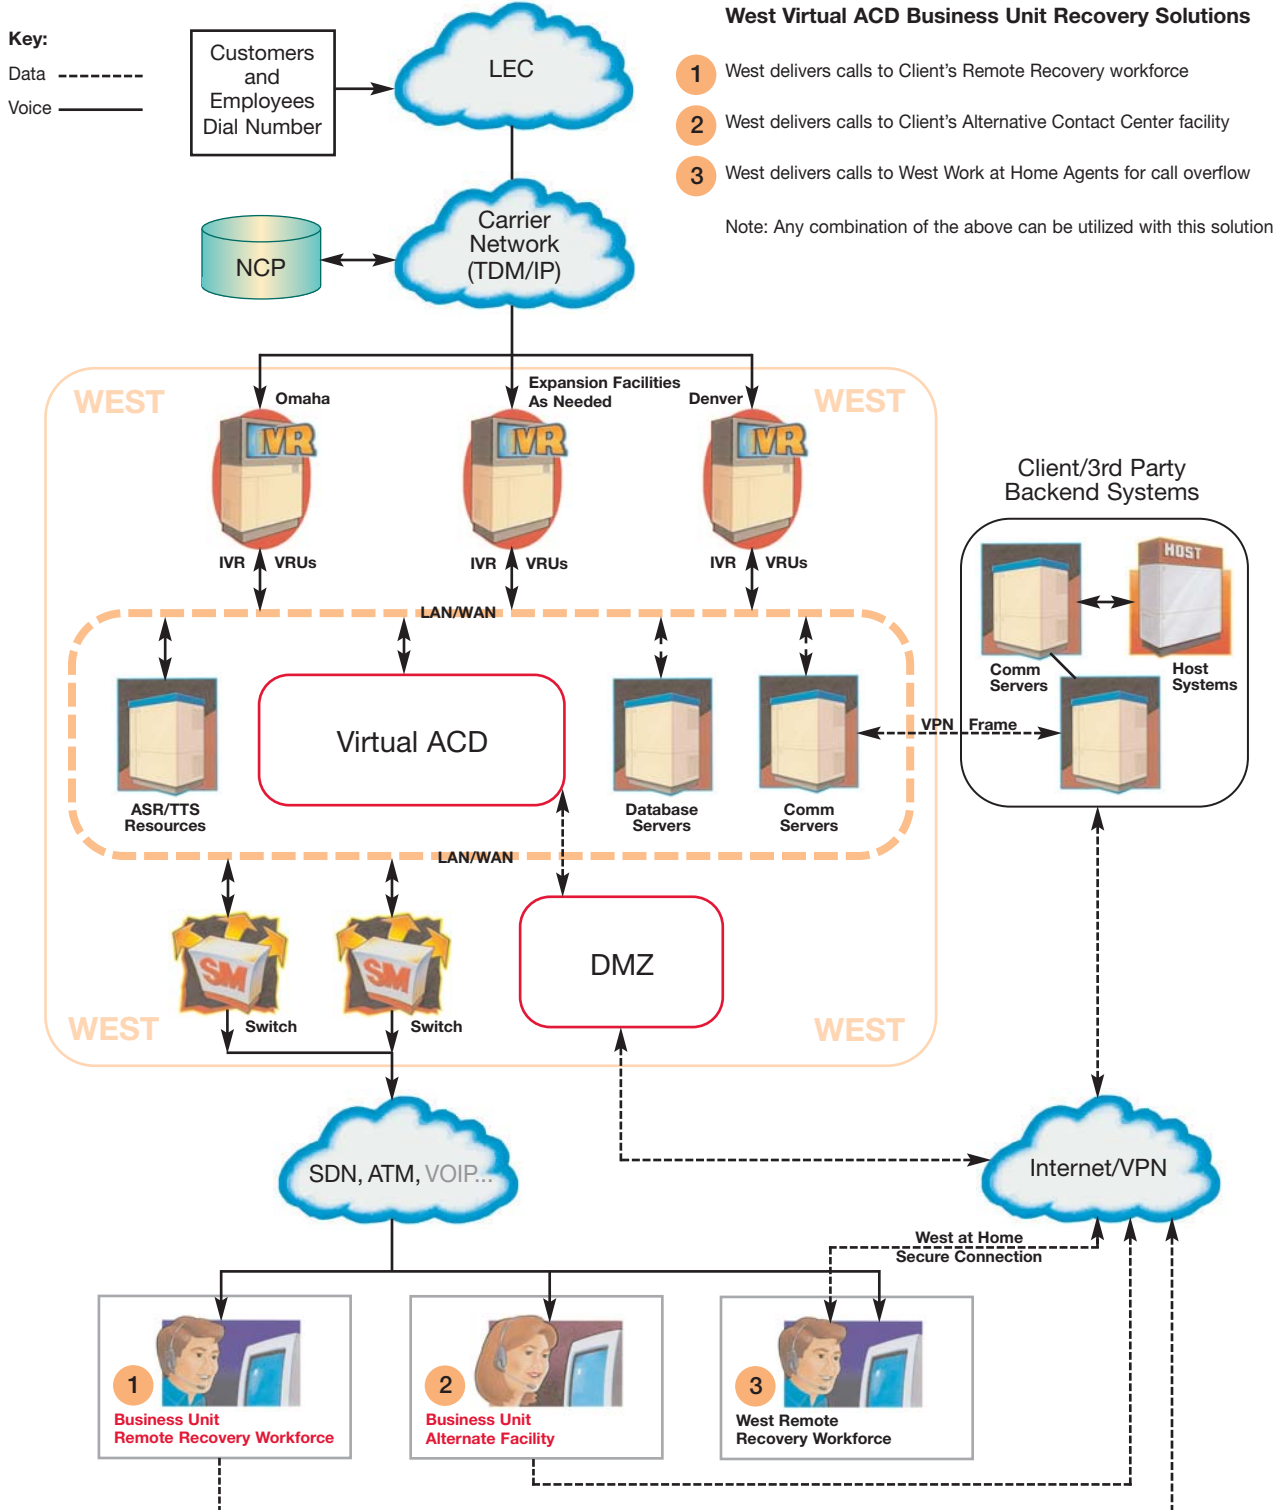 West Virtual ACD Business Unit Recovery Solutions
Key:
Data
Voice
Customers
and
Employees
Dial Number
LEC
1 West delivers calls to Client's Remote Recovery workforce
2 West delivers calls to Client's Alternative Contact Center facility
3 West delivers calls to West Work at Home Agents for call overflow
Note: Any combination of the above can be utilized with this solution
NCP
Carrier
Network
(TDM/IP)
WEST
WEST
Omaha
Expansion Facilities
As Needed
Denver
IVR
IVR
IVR
IVR VRUs
IVR VRUs
IVR VRUs
LAN/WAN
Client/3rd Party
Backend Systems
HOST
Comm
Servers
Host
Systems
VPN Frame
Virtual ACD
ASR/TTS
Resources
Database
Servers
Comm
Servers
LAN/WAN
SM
SM
Switch
Switch
DMZ
WEST
WEST
SDN, ATM, VOIP...
Internet/VPN
West at Home
Secure Connection
1
Business Unit
Remote Recovery Workforce
2
Business Unit
Alternate Facility
3
West Remote
Recovery Workforce